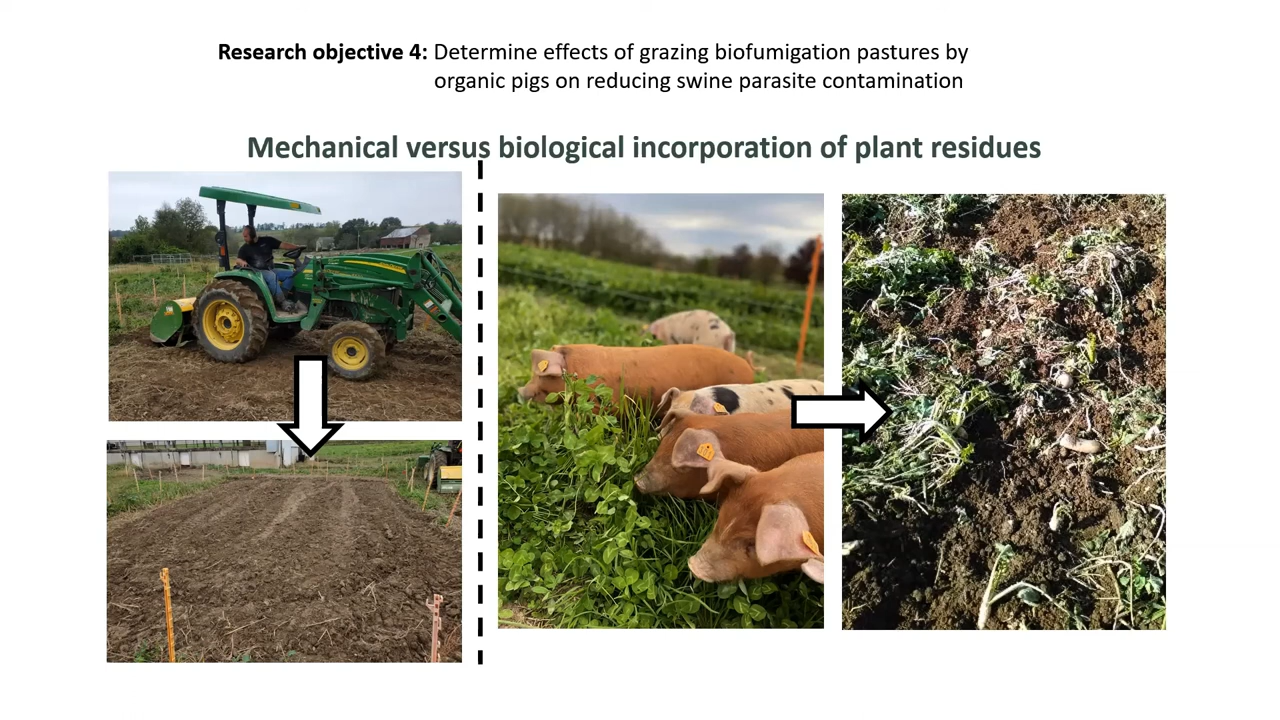 Research objective 4: Determine effects of grazing biofumigation pastures by
organic pigs on reducing swine parasite contamination
Mechanical versus biological incorporation of plant residues